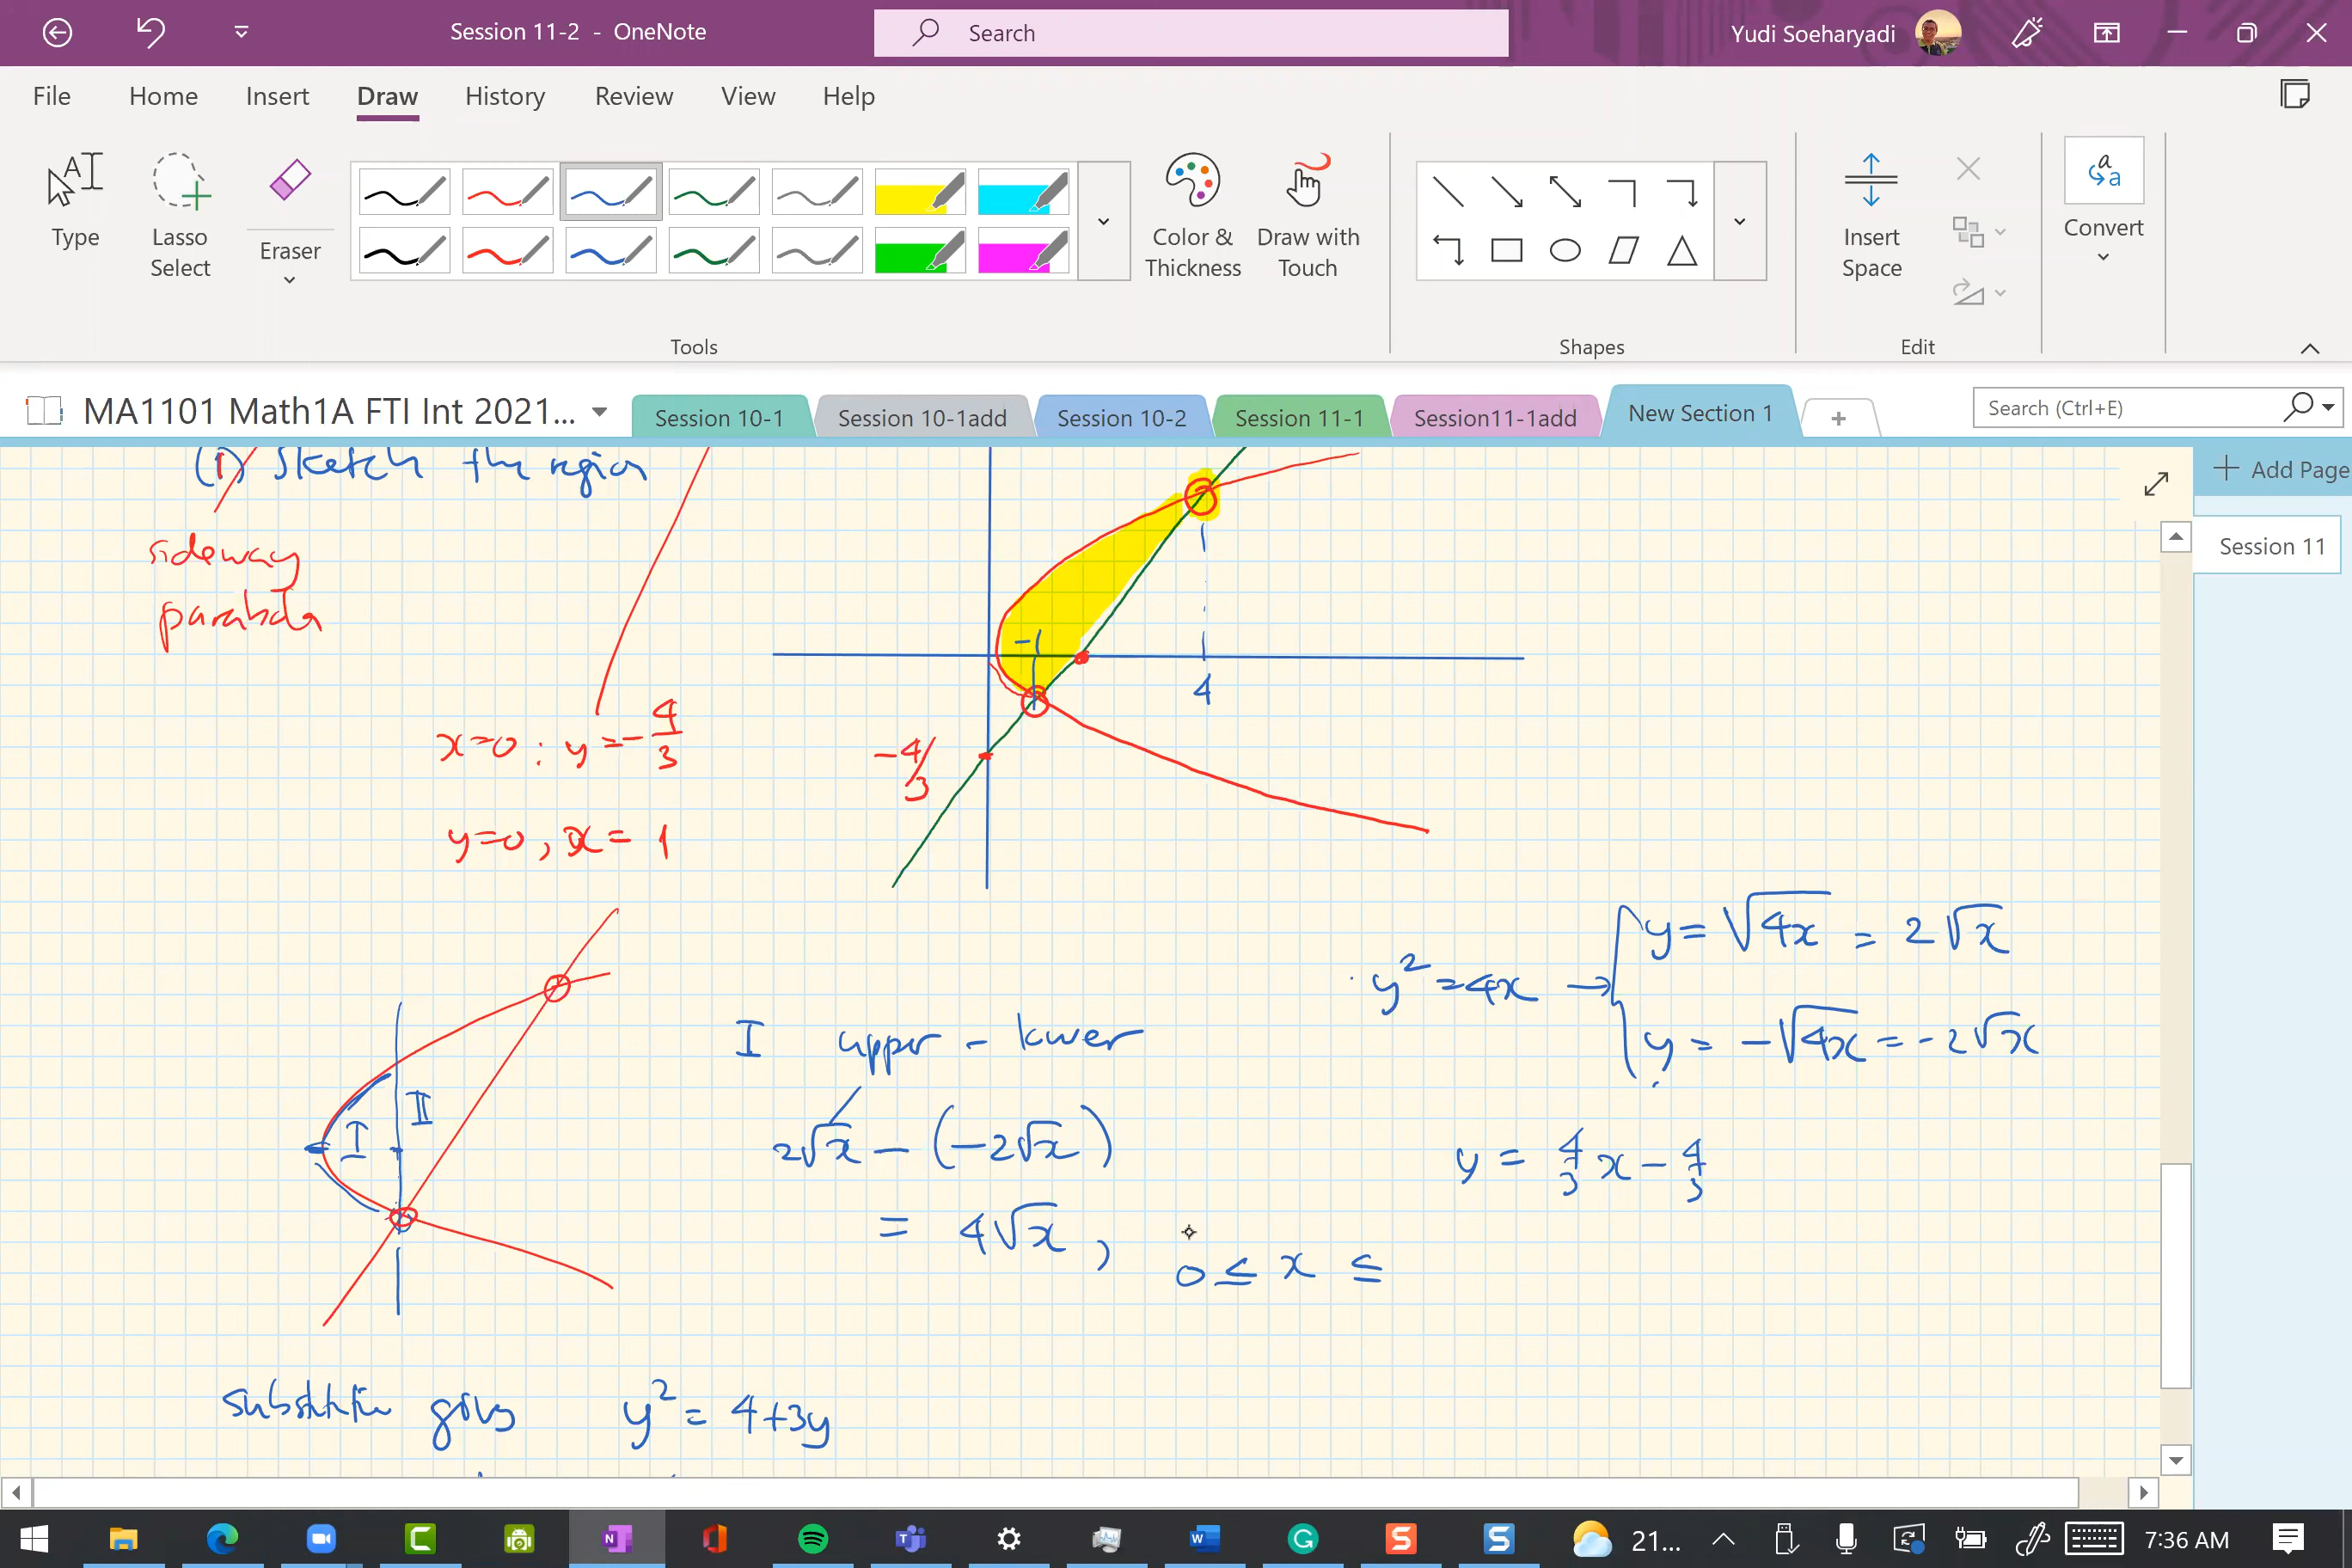 Session 11-2 - OneNote
Search
Yudi Soeharyadi
File Home Insert Draw History Review View Help
Type
Lasso Select
Eraser
Color & Thickness
Draw with Touch
Insert Space
Convert
Tools
Shapes
Edit
MA1101 Math1A FTI Int 2021...
Session 10-1
Session 10-1add
Session 10-2
Session 11-1
Session11-1add
New Section 1
+
Search (Ctrl+E)
+ Add Page
Session 11
(1) Sketch the region
sideway
parabola
-1
4
x=0 : y = -4/3
-4/3
y=0, x = 1
y² = 4x → { y = √4x = 2√x
y = -√4x = -2√x
I upper - lower
II
I
2√x - (-2√x)
y = 4/3 x - 4/3
= 4√x , 0 ≤ x ≤
gives y² = 4+3y
21...
7:36 AM